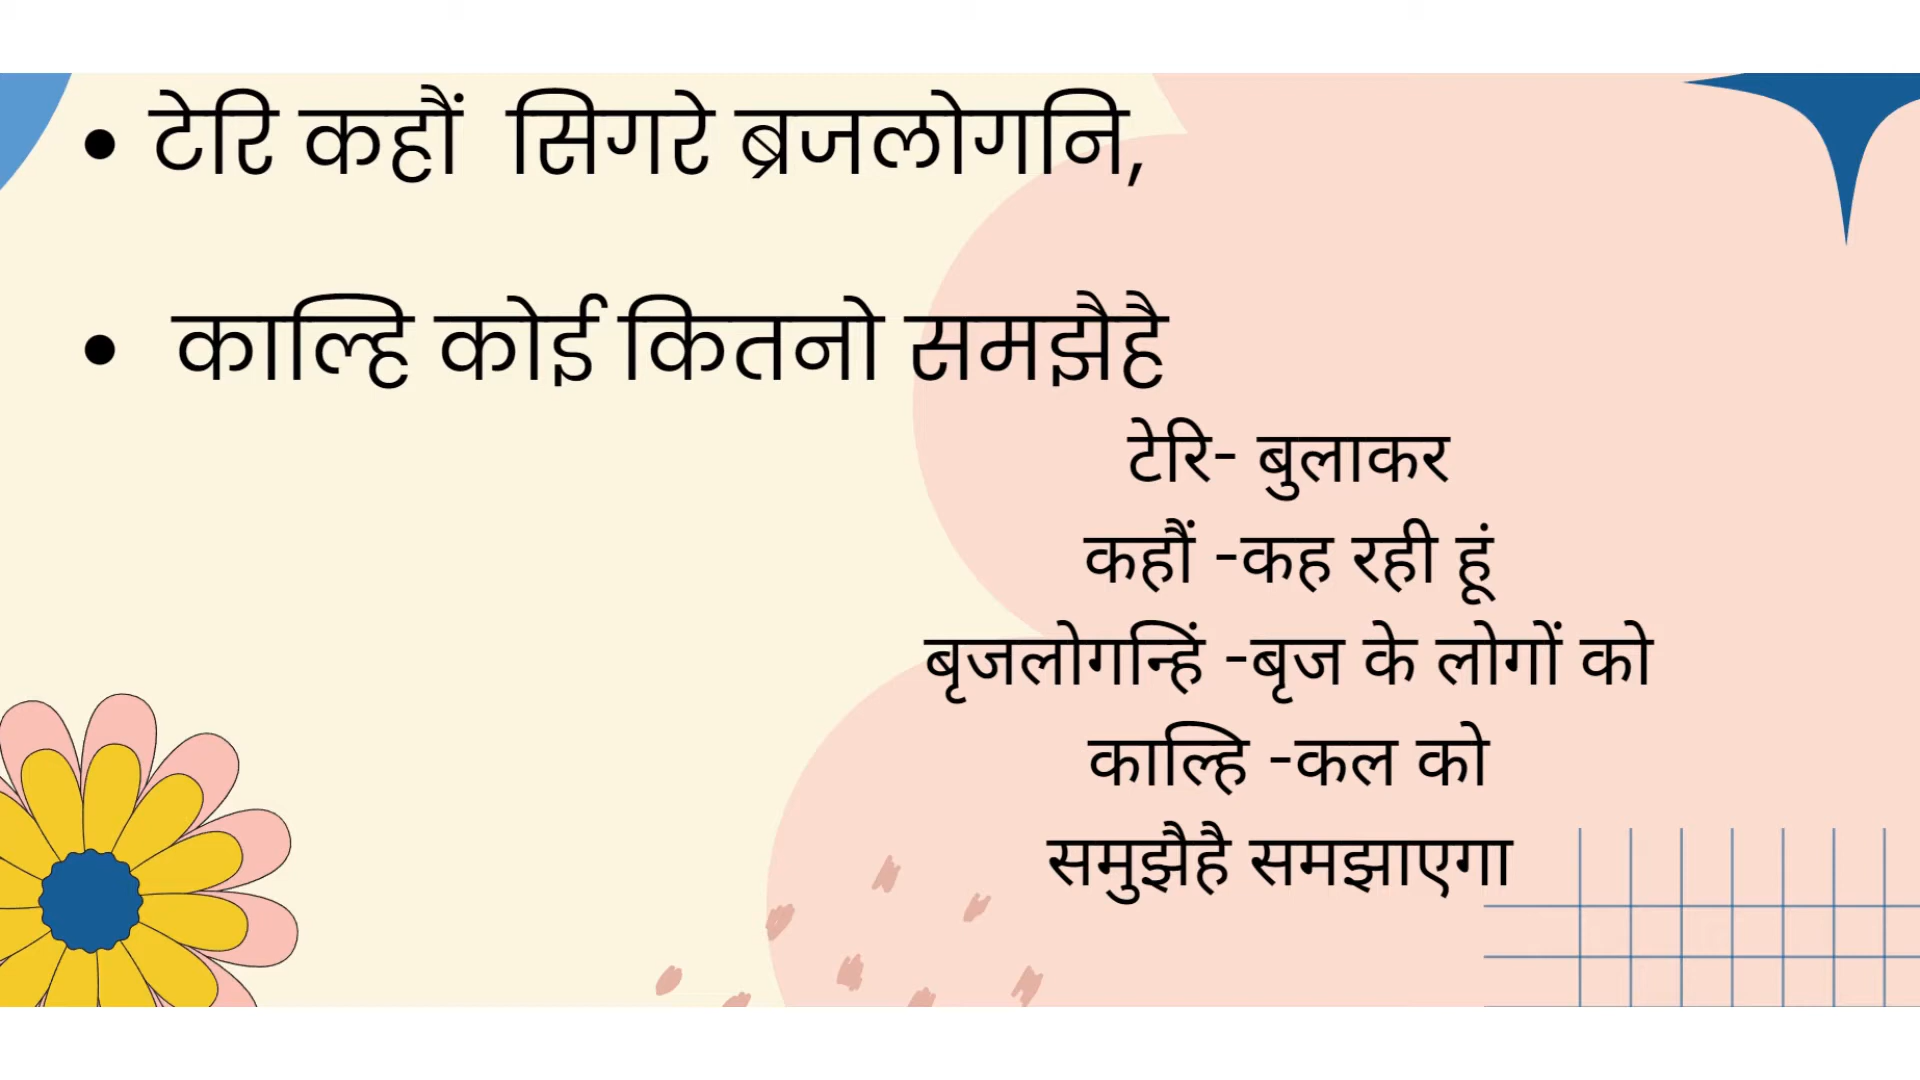 • टेरि कहौं सिगरे ब्रजलोगनि,
• काल्हि कोई कितनो समझैहै
टेरि- बुलाकर
कहौं -कह रही हूं
बृजलोगन्हिं -बृज के लोगों को
काल्हि -कल को
समुझैहै समझाएगा